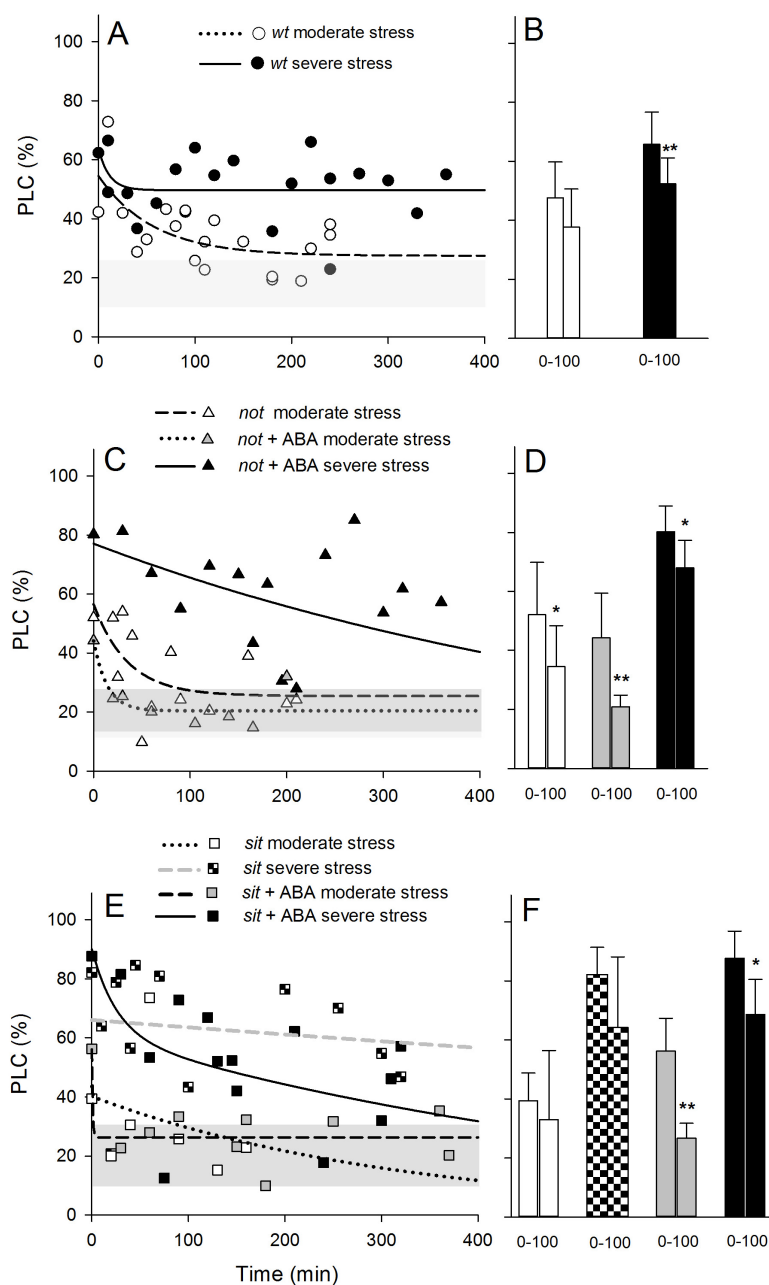 A
wt moderate stress
wt severe stress
B
100
80
60
40
20
0
PLC (%)
**
0 100 200 300 400
0-100 0-100
not moderate stress
not + ABA moderate stress
not + ABA severe stress
C
D
100
80
60
40
20
0
PLC (%)
* ** *
0 100 200 300 400
0-100 0-100 0-100
sit moderate stress
sit severe stress
sit + ABA moderate stress
sit + ABA severe stress
E
F
100
80
60
40
20
0
PLC (%)
** *
0 100 200 300 400
0-100 0-100 0-100 0-100
Time (min)